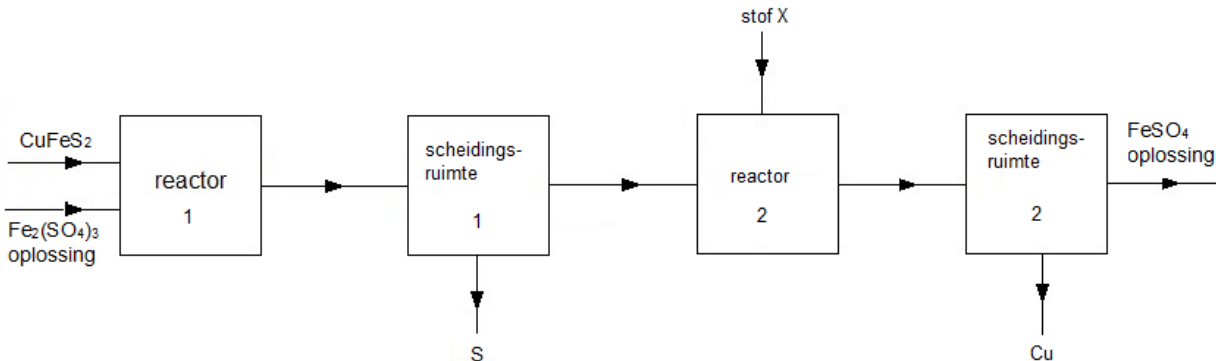 stof X
CuFeS₂
reactor
1
Fe₂(SO₄)₃
oplossing
scheidings-
ruimte
1
S
reactor
2
scheidings-
ruimte
2
Cu
FeSO₄
oplossing